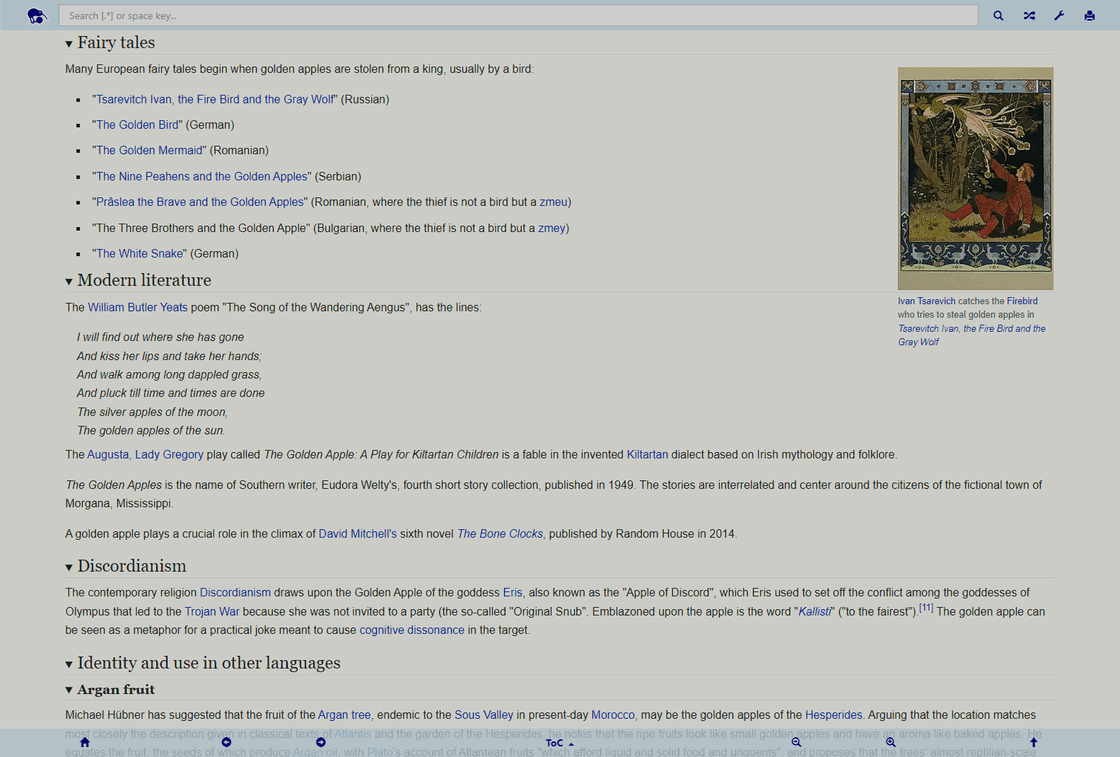 Search [.*] or space key...
Fairy tales
Many European fairy tales begin when golden apples are stolen from a king, usually by a bird:
"Tsarevitch Ivan, the Fire Bird and the Gray Wolf" (Russian)
"The Golden Bird" (German)
"The Golden Mermaid" (Romanian)
"The Nine Peahens and the Golden Apples" (Serbian)
"Prâslea the Brave and the Golden Apples" (Romanian, where the thief is not a bird but a zmeu)
"The Three Brothers and the Golden Apple" (Bulgarian, where the thief is not a bird but a zmey)
"The White Snake" (German)
Ivan Tsarevich catches the Firebird
who tries to steal golden apples in
Tsarevitch Ivan, the Fire Bird and the
Gray Wolf
Modern literature
The William Butler Yeats poem "The Song of the Wandering Aengus", has the lines:
I will find out where she has gone
And kiss her lips and take her hands;
And walk among long dappled grass,
And pluck till time and times are done
The silver apples of the moon,
The golden apples of the sun.
The Augusta, Lady Gregory play called The Golden Apple: A Play for Kiltartan Children is a fable in the invented Kiltartan dialect based on Irish mythology and folklore.
The Golden Apples is the name of Southern writer, Eudora Welty's, fourth short story collection, published in 1949. The stories are interrelated and center around the citizens of the fictional town of
Morgana, Mississippi.
A golden apple plays a crucial role in the climax of David Mitchell's sixth novel The Bone Clocks, published by Random House in 2014.
Discordianism
The contemporary religion Discordianism draws upon the Golden Apple of the goddess Eris, also known as the "Apple of Discord", which Eris used to set off the conflict among the goddesses of
Olympus that led to the Trojan War because she was not invited to a party (the so-called "Original Snub". Emblazoned upon the apple is the word "Kallisti" ("to the fairest").[11] The golden apple can
be seen as a metaphor for a practical joke meant to cause cognitive dissonance in the target.
Identity and use in other languages
Argan fruit
Michael Hübner has suggested that the fruit of the Argan tree, endemic to the Sous Valley in present-day Morocco, may be the golden apples of the Hesperides. Arguing that the location matches
most closely the description given in classical texts of Atlantis and the garden of the Hesperides, he notes that the ripe fruits look like small golden apples and have an aroma like baked apples. He
equates the fruit, the seeds of which produce Argan oil, with Plato's account of Atlantean fruits "which afford liquid and solid food and unguents", and proposes that the trees' almost reptilian-scale
ToC